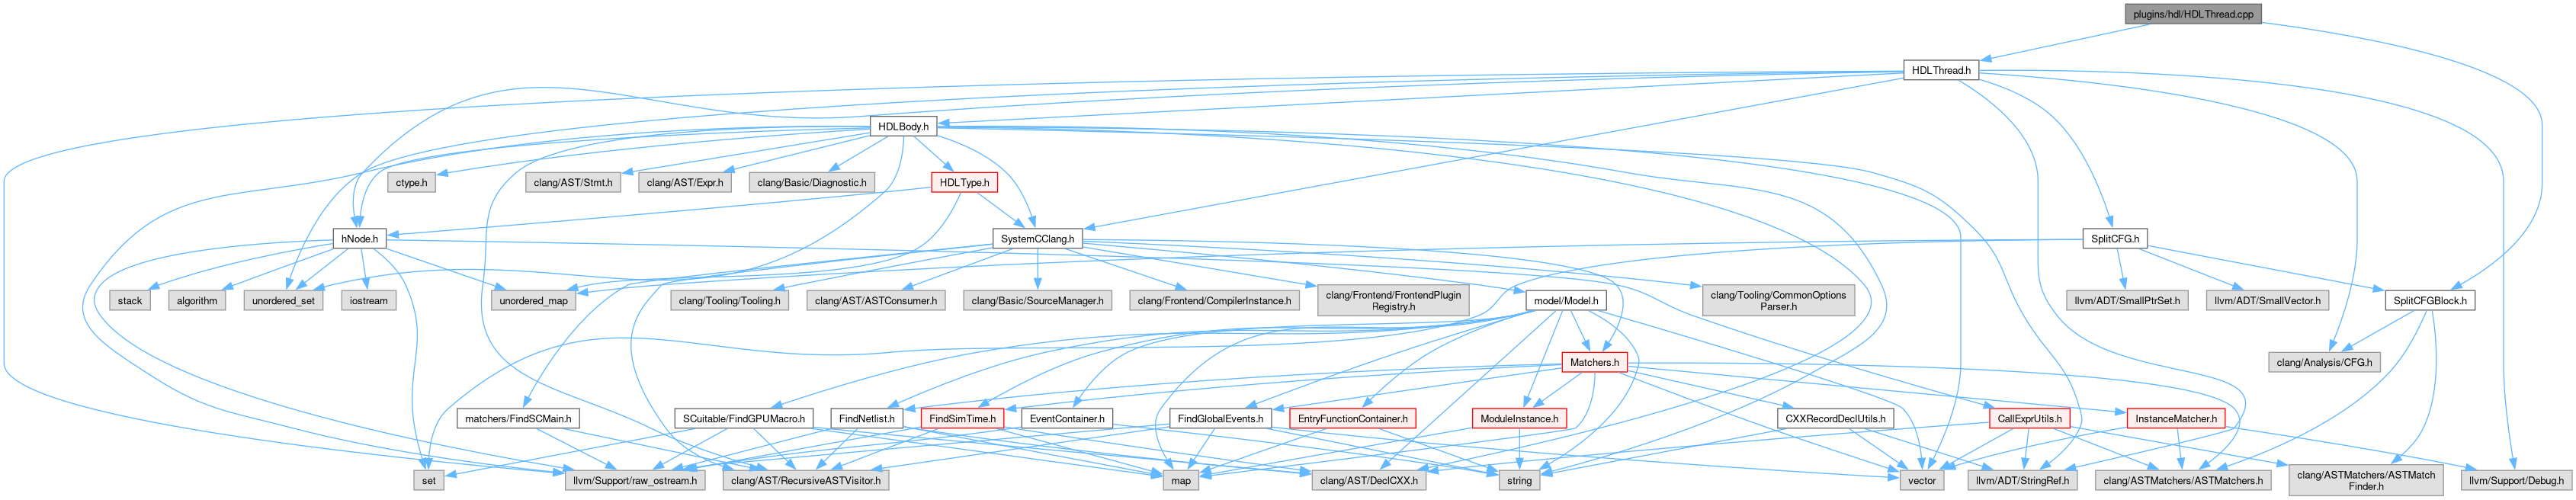 plugins/hdl/HDLThread.cpp
HDLThread.h
HDLBody.h
ctype.h
clang/AST/Stmt.h
clang/AST/Expr.h
clang/Basic/Diagnostic.h
HDLType.h
hNode.h
SystemCClang.h
SplitCFG.h
stack
algorithm
unordered_set
iostream
unordered_map
clang/Tooling/Tooling.h
clang/AST/ASTConsumer.h
clang/Basic/SourceManager.h
clang/Frontend/CompilerInstance.h
clang/Frontend/FrontendPlugin
Registry.h
model/Model.h
clang/Tooling/CommonOptions
Parser.h
llvm/ADT/SmallPtrSet.h
llvm/ADT/SmallVector.h
SplitCFGBlock.h
Matchers.h
clang/Analysis/CFG.h
matchers/FindSCMain.h
SCuitable/FindGPUMacro.h
FindNetlist.h
FindSimTime.h
EventContainer.h
FindGlobalEvents.h
EntryFunctionContainer.h
ModuleInstance.h
CXXRecordDeclUtils.h
CallExprUtils.h
InstanceMatcher.h
set
llvm/Support/raw_ostream.h
clang/AST/RecursiveASTVisitor.h
map
clang/AST/DeclCXX.h
string
vector
llvm/ADT/StringRef.h
clang/ASTMatchers/ASTMatchers.h
clang/ASTMatchers/ASTMatch
Finder.h
llvm/Support/Debug.h